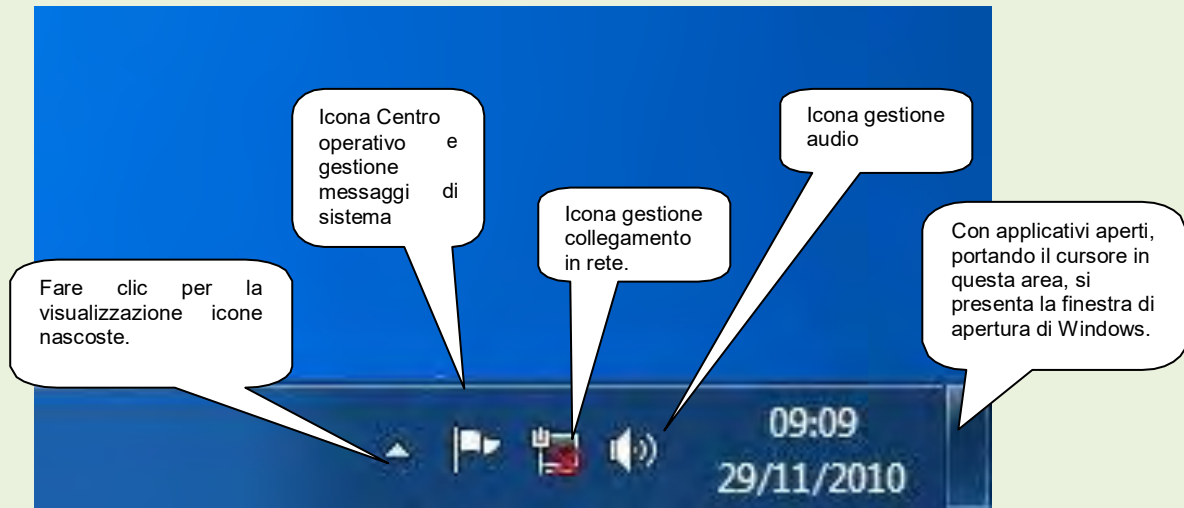 Icona Centro
operativo e
gestione
messaggi di
sistema
Icona gestione
audio
Icona gestione
collegamento
in rete.
Con applicativi aperti,
portando il cursore in
questa area, si
presenta la finestra di
apertura di Windows.
Fare clic per la
visualizzazione icone
nascoste.
09:09
29/11/2010